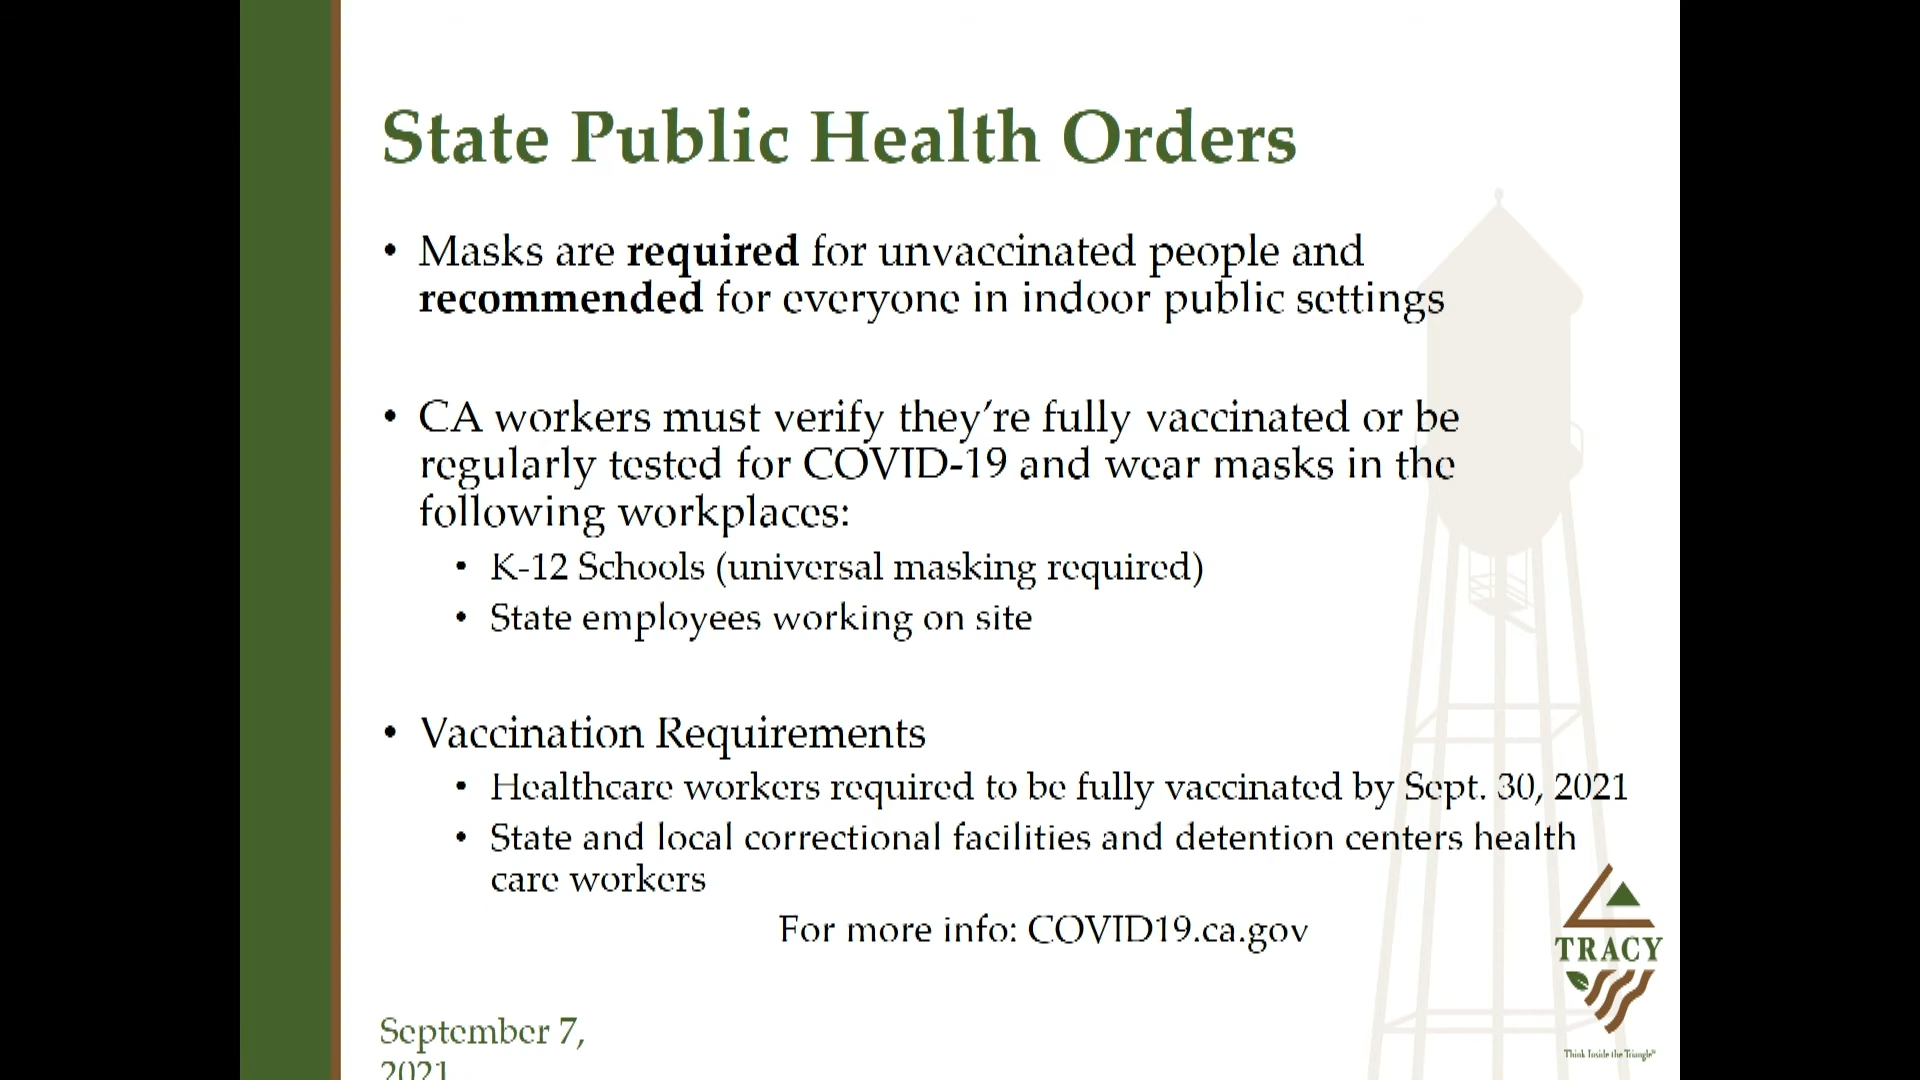 State Public Health Orders
• Masks are required for unvaccinated people and
recommended for everyone in indoor public settings
• CA workers must verify they're fully vaccinated or be
regularly tested for COVID-19 and wear masks in the
following workplaces:
• K-12 Schools (universal masking required)
• State employees working on site
• Vaccination Requirements
• Healthcare workers required to be fully vaccinated by Sept. 30, 2021
• State and local correctional facilities and detention centers health
care workers
For more info: COVID19.ca.gov
TRACY
Think Inside the Triangle™
September 7,
2021